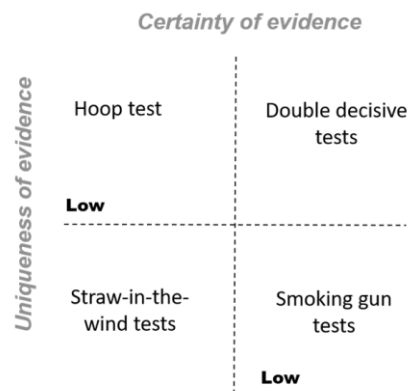 Certainty of evidence
Uniqueness of evidence
Hoop test
Double decisive
tests
Low
Straw-in-the-
wind tests
Smoking gun
tests
Low